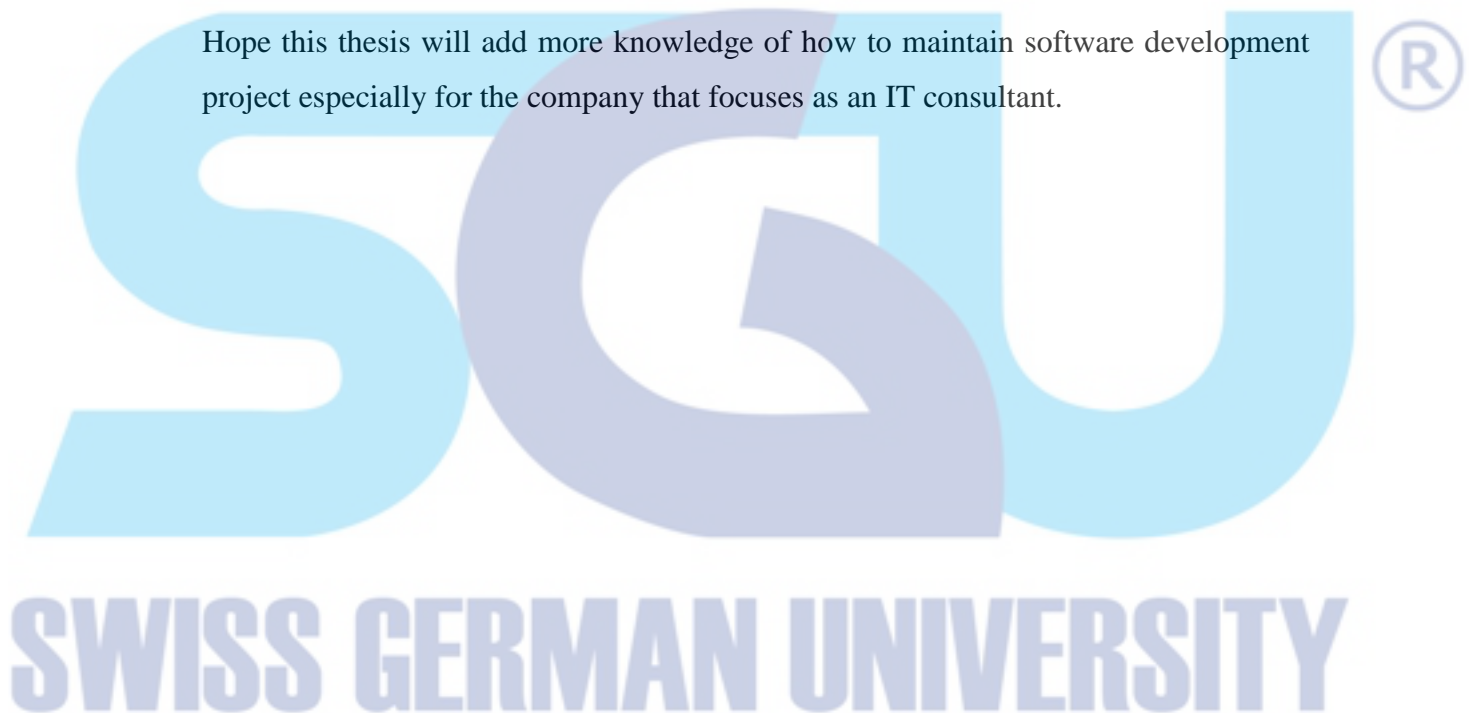 Hope this thesis will add more knowledge of how to maintain software development
project especially for the company that focuses as an IT consultant.
SGU ®
SWISS GERMAN UNIVERSITY